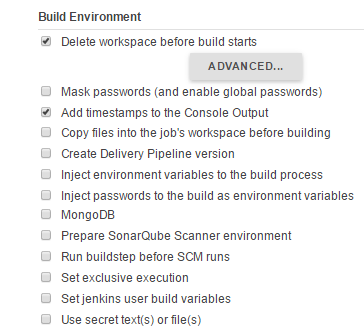 Build Environment
Delete workspace before build starts
ADVANCED...
Mask passwords (and enable global passwords)
Add timestamps to the Console Output
Copy files into the job's workspace before building
Create Delivery Pipeline version
Inject environment variables to the build process
Inject passwords to the build as environment variables
MongoDB
Prepare SonarQube Scanner environment
Run buildstep before SCM runs
Set exclusive execution
Set jenkins user build variables
Use secret text(s) or file(s)